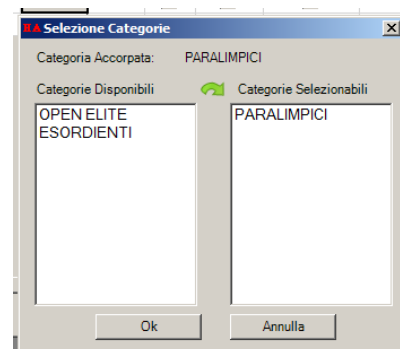 Selezione Categorie
Categoria Accorpata: PARALIMPICI
Categorie Disponibili Categorie Selezionabili
OPEN ELITE PARALIMPICI
ESORDIENTI
Ok Annulla